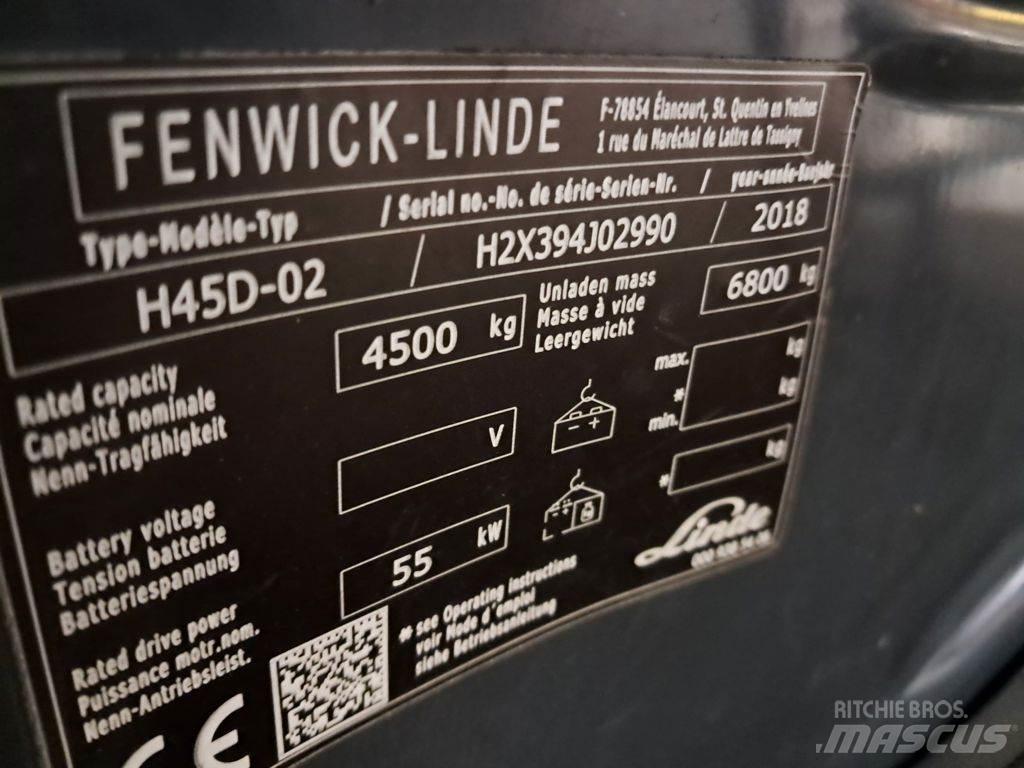 FENWICK-LINDE
F-78854 Élancourt, St. Quentin en Yvelines
1 rue du Maréchal de Lattre de Tassigny
Type-Modèle-Typ / Serial no.-No. de série-Serien-Nr. / year-année-Baujahr
H45D-02 / H2X394J02990 / 2018
Rated capacity
Capacité nominale
Nenn-Tragfähigkeit
4500 kg
Unladen mass
Masse à vide
Leergewicht
6800 kg
Battery voltage
Tension batterie
Batteriespannung
V
- +
max. kg
* kg
min.
Rated drive power
Puissance motr.nom.
Nenn-Antriebsleist.
55 kW
* kg
* see Operating instructions
voir Mode d'emploi
siehe Betriebsanleitung
Linde
CE
RITCHIE BROS.
MASCUS